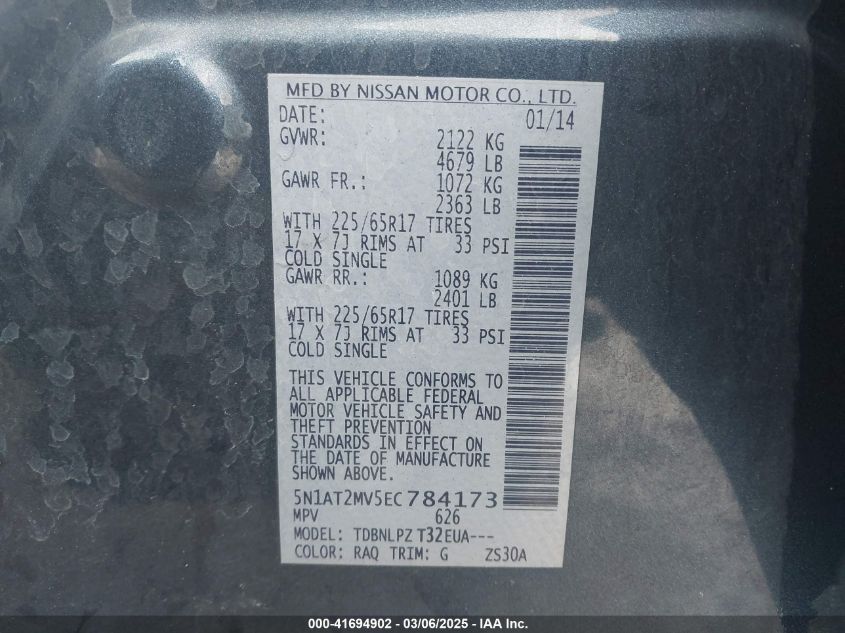 MFD BY NISSAN MOTOR CO., LTD.
DATE: 01/14
GVWR: 2122 KG
4679 LB
GAWR FR.: 1072 KG
2363 LB
WITH 225/65R17 TIRES
17 X 7J RIMS AT 33 PSI
COLD SINGLE
GAWR RR.: 1089 KG
2401 LB
WITH 225/65R17 TIRES
17 X 7J RIMS AT 33 PSI
COLD SINGLE
THIS VEHICLE CONFORMS TO
ALL APPLICABLE FEDERAL
MOTOR VEHICLE SAFETY AND
THEFT PREVENTION
STANDARDS IN EFFECT ON
THE DATE OF MANUFACTURE
SHOWN ABOVE.
5N1AT2MV5EC784173
MPV 626
MODEL: TDBNLPZ T32EUA---
COLOR: RAQ TRIM: G ZS30A
000-41694902 - 03/06/2025 - IAA Inc.